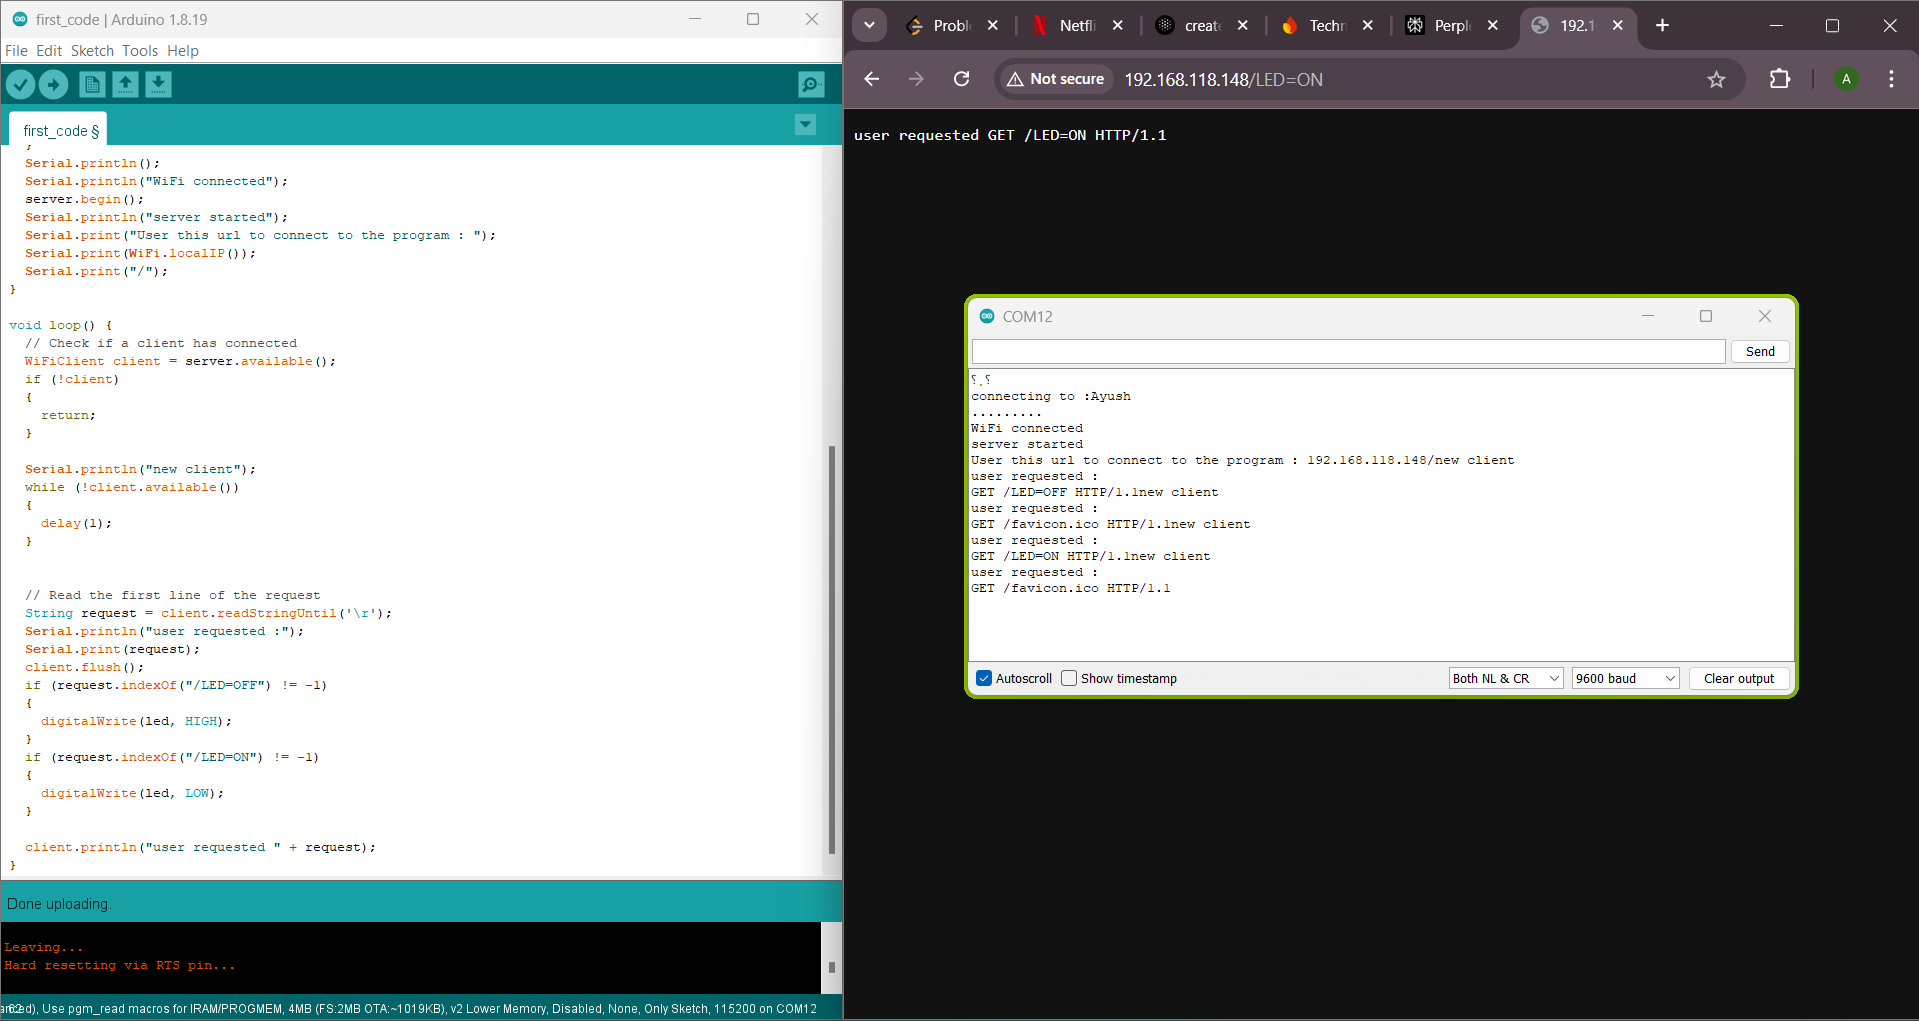 first_code | Arduino 1.8.19
File Edit Sketch Tools Help
first_code §
}
Serial.println();
Serial.println("WiFi connected");
server.begin();
Serial.println("server started");
Serial.print("User this url to connect to the program : ");
Serial.print(WiFi.localIP());
Serial.print("/");
}
void loop() {
// Check if a client has connected
WiFiClient client = server.available();
if (!client)
{
return;
}
Serial.println("new client");
while (!client.available())
{
delay(1);
}
// Read the first line of the request
String request = client.readStringUntil('\r');
Serial.println("user requested :");
Serial.print(request);
client.flush();
if (request.indexOf("/LED=OFF") != -1)
{
digitalWrite(led, HIGH);
}
if (request.indexOf("/LED=ON") != -1)
{
digitalWrite(led, LOW);
}
client.println("user requested " + request);
}
Done uploading.
Leaving...
Hard resetting via RTS pin...
), Use pgm_read macros for IRAM/PROGMEM, 4MB (FS:2MB OTA:~1019KB), v2 Lower Memory, Disabled, None, Only Sketch, 115200 on COM12
Proble Netfli create Techn Perple 192.1
Not secure 192.168.118.148/LED=ON
A
user requested GET /LED=ON HTTP/1.1
COM12
Send
⸮¸⸮
connecting to :Ayush
.........
WiFi connected
server started
User this url to connect to the program : 192.168.118.148/new client
user requested :
GET /LED=OFF HTTP/1.1new client
user requested :
GET /favicon.ico HTTP/1.1new client
user requested :
GET /LED=ON HTTP/1.1new client
user requested :
GET /favicon.ico HTTP/1.1
Autoscroll Show timestamp Both NL & CR 9600 baud Clear output